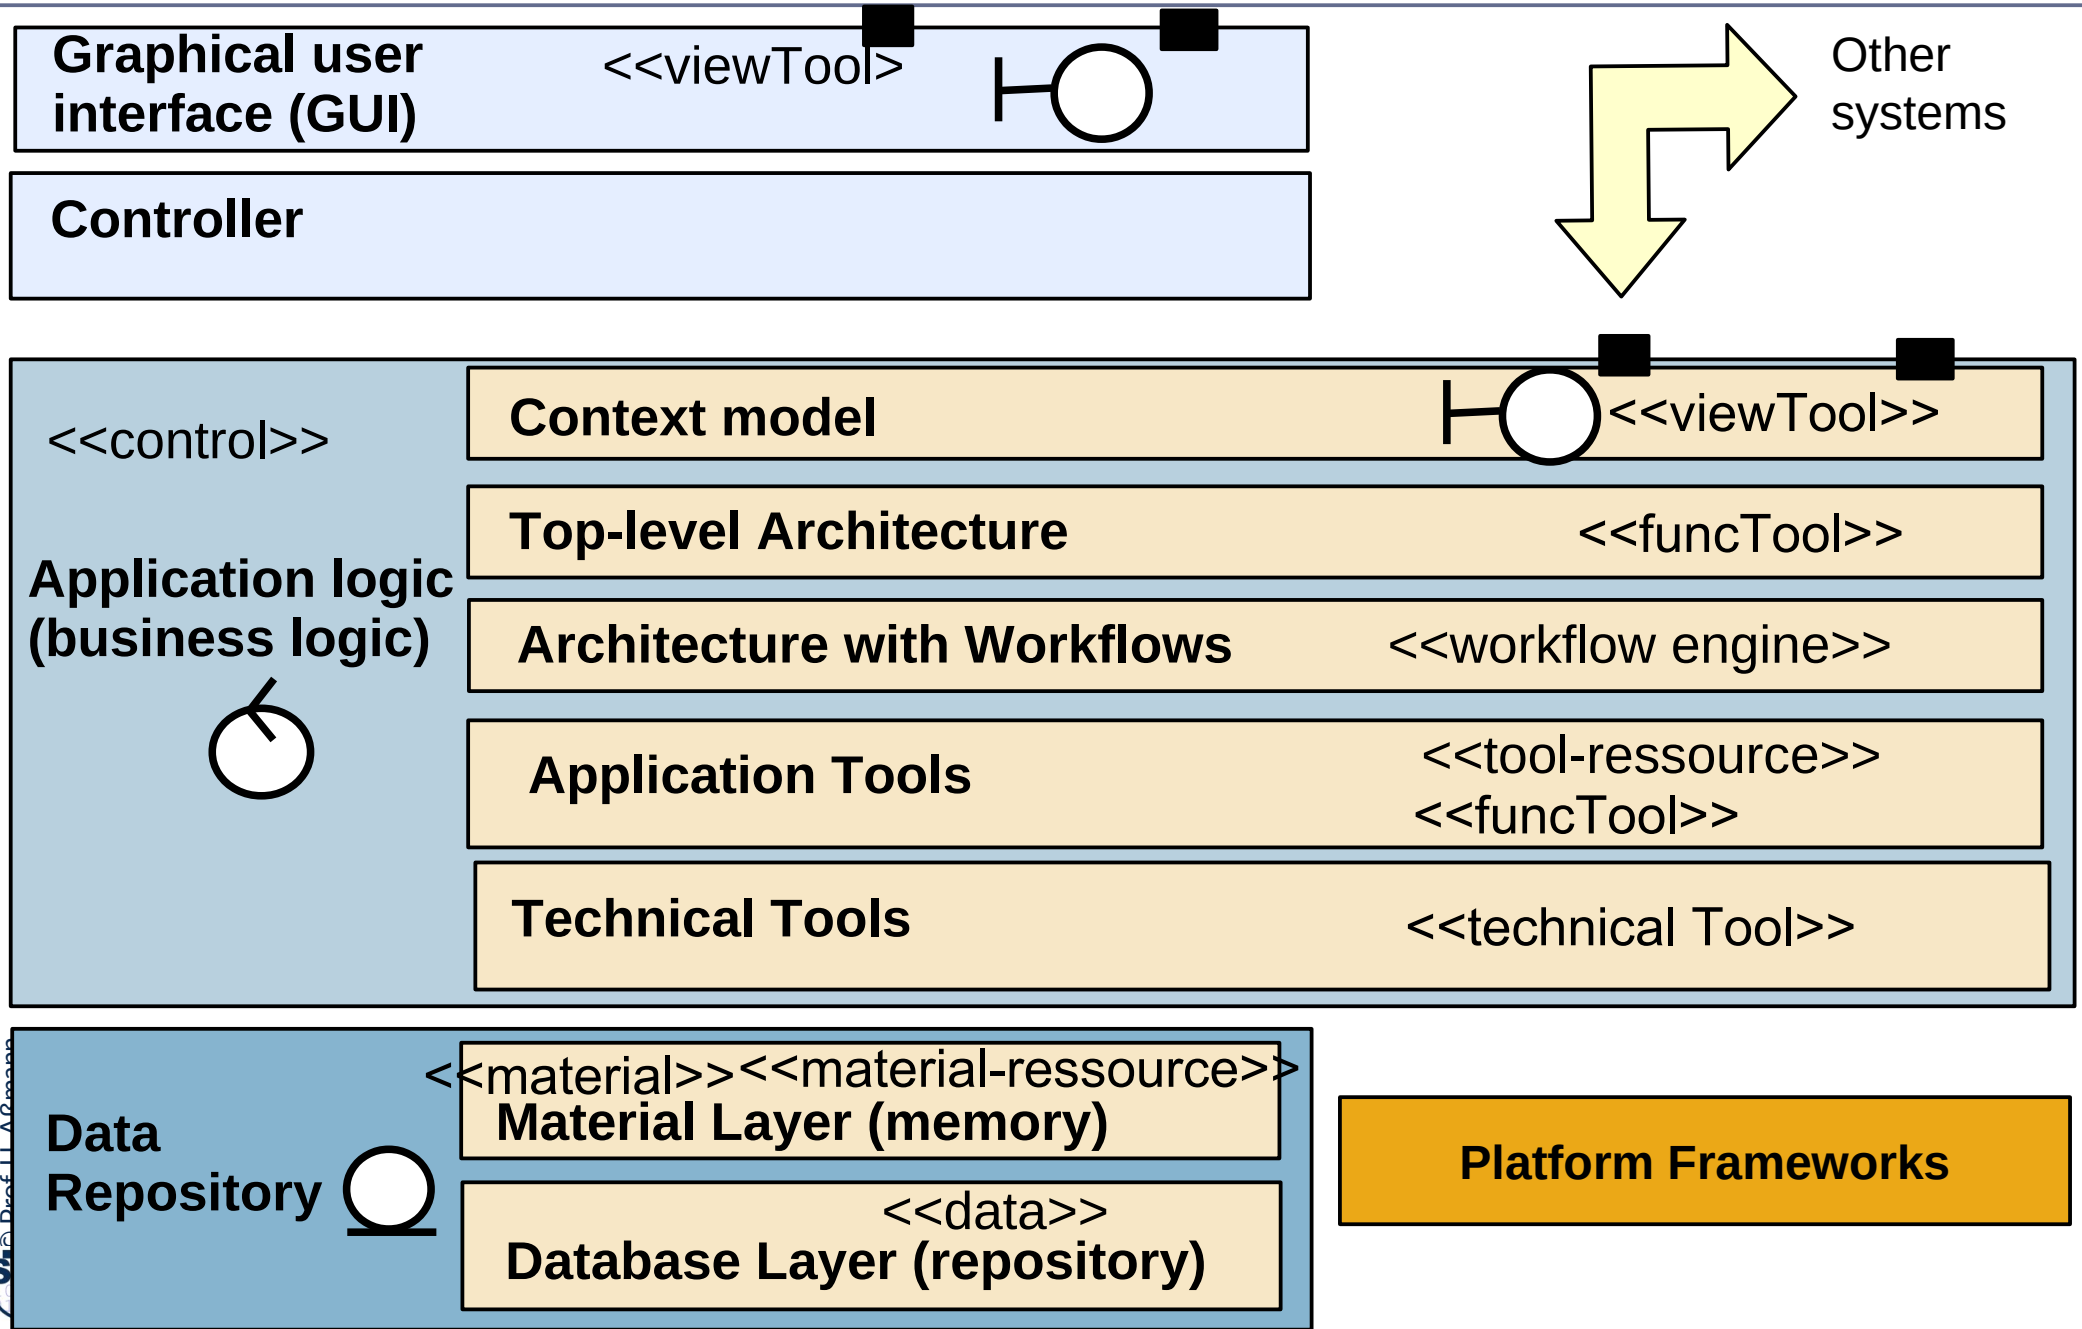 Graphical user
interface (GUI)
<<viewTool>
Other
systems
Controller
<<control>>
Application logic
(business logic)
Context model
<<viewTool>>
Top-level Architecture
<<funcTool>>
Architecture with Workflows
<<workflow engine>>
Application Tools
<<tool-ressource>>
<<funcTool>>
Technical Tools
<<technical Tool>>
Data
Repository
<<material>>
<<material-ressource>>
Material Layer (memory)
<<data>>
Database Layer (repository)
Platform Frameworks